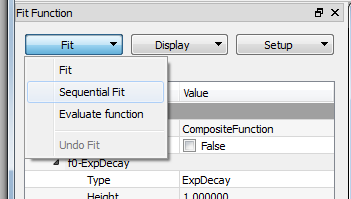 Fit Function
Fit Display Setup
Fit
Sequential Fit
Value
Evaluate function
CompositeFunction
Undo Fit
False
f0-ExpDecay
Type ExpDecay
Height 1.000000